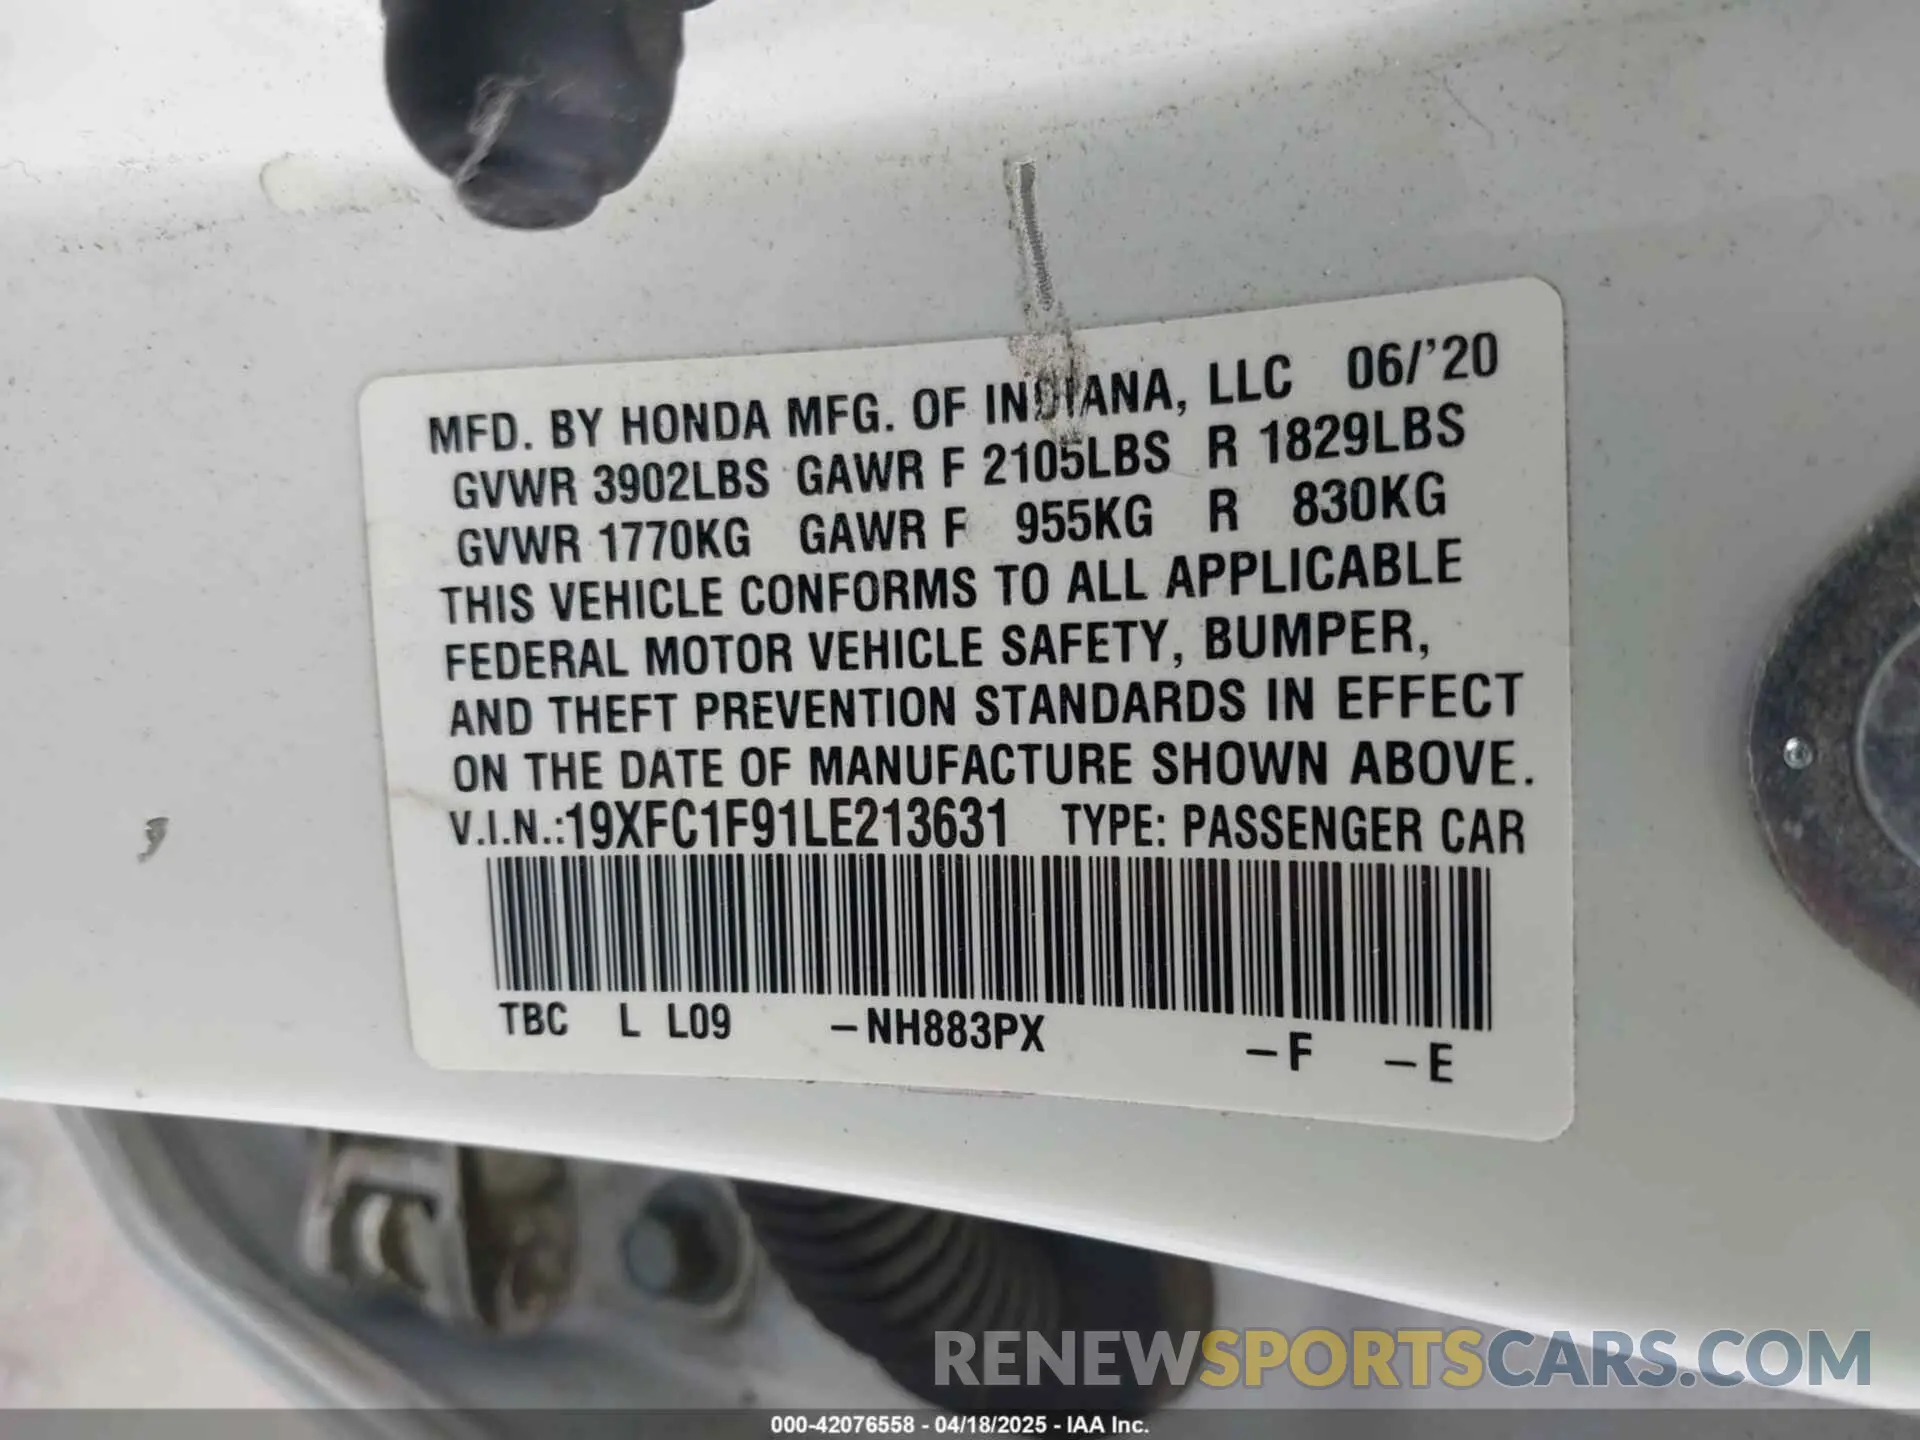 MFD. BY HONDA MFG. OF INDIANA, LLC 06/'20
GVWR 3902LBS GAWR F 2105LBS R 1829LBS
GVWR 1770KG GAWR F 955KG R 830KG
THIS VEHICLE CONFORMS TO ALL APPLICABLE
FEDERAL MOTOR VEHICLE SAFETY, BUMPER,
AND THEFT PREVENTION STANDARDS IN EFFECT
ON THE DATE OF MANUFACTURE SHOWN ABOVE.
V.I.N.:19XFC1F91LE213631 TYPE: PASSENGER CAR
TBC L L09 –NH883PX –F –E
RENEWSPORTSCARS.COM
000-42076558 - 04/18/2025 - IAA Inc.